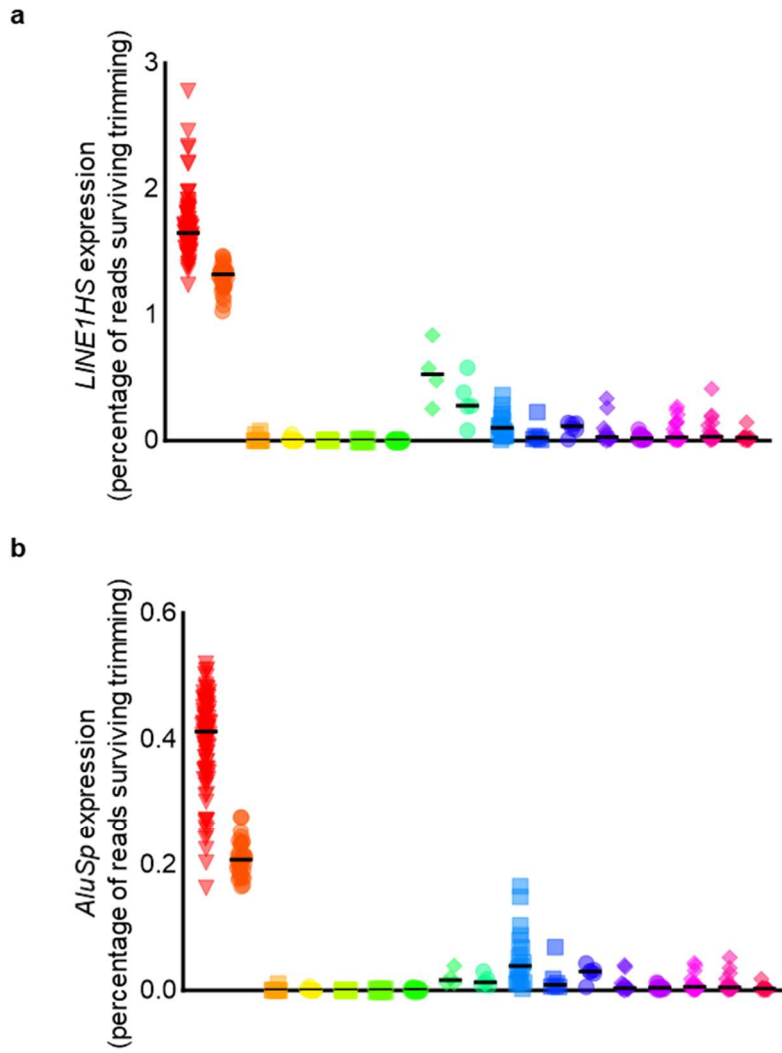 a
LINE1HS expression
(percentage of reads surviving trimming)
3
2
1
0
b
AluSp expression
(percentage of reads surviving trimming)
0.6
0.4
0.2
0.0